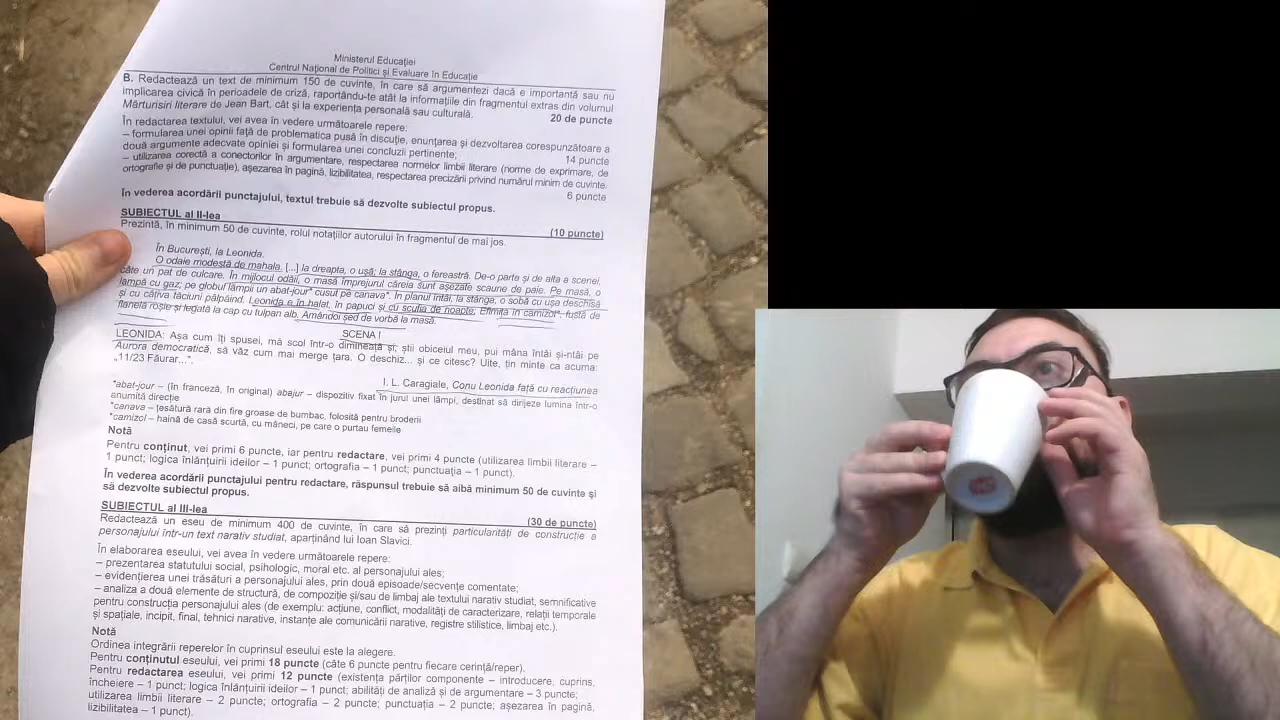 Ministerul Educației
Centrul Național de Politici și Evaluare în Educație
B. Redactează un text de minimum 150 de cuvinte, în care să argumentezi dacă e importantă sau nu
implicarea civică în perioadele de criză, raportându-te atât la informațiile din fragmentul extras din volumul
Mărturisiri literare de Jean Bart, cât și la experiența personală sau culturală. 20 de puncte
În redactarea textului, vei avea în vedere următoarele repere:
– formularea unei opinii față de problematica pusă în discuție, enunțarea și dezvoltarea corespunzătoare a
două argumente adecvate opiniei și formularea unei concluzii pertinente; 14 puncte
– utilizarea corectă a conectorilor în argumentare, respectarea normelor limbii literare (norme de exprimare, de
ortografie și de punctuație), așezarea în pagină, lizibilitatea, respectarea precizării privind numărul minim de cuvinte.
6 puncte
În vederea acordării punctajului, textul trebuie să dezvolte subiectul propus.
SUBIECTUL al II-lea (10 puncte)
Prezintă, în minimum 50 de cuvinte, rolul notațiilor autorului în fragmentul de mai jos.
În București, la Leonida.
O odaie modestă de mahala. [...] la dreapta, o ușă; la stânga, o fereastră. De-o parte și de alta a scenei,
câte un pat de culcare. În mijlocul odăii, o masă împrejurul căreia sunt așezate scaune de paie. Pe masă, o
lampă cu gaz; pe globul lămpii un abat-jour* cusut pe canava*. În planul întâi, la stânga, o sobă cu ușa deschisă
și cu câțiva tăciuni pâlpâind. Leonida e în halat, în papuci și cu scufia de noapte; Efimița în camizol*, fustă de
flanelă roșie și legată la cap cu tulpan alb. Amândoi șed de vorbă la masă.
SCENA I
LEONIDA: Așa cum îți spusei, mă scol într-o dimineață și, știi obiceiul meu, pui mâna întâi și-ntâi pe
Aurora democratică, să văz cum mai merge țara. O deschiz... și ce citesc? Uite, țin minte ca acuma:
„11/23 Făurar...".
I. L. Caragiale, Conu Leonida față cu reacțiunea
*abat-jour – (în franceză, în original) abajur – dispozitiv fixat în jurul unei lămpi, destinat să dirijeze lumina într-o
anumită direcție
*canava – țesătură rară din fire groase de bumbac, folosită pentru broderii
*camizol – haină de casă scurtă, cu mâneci, pe care o purtau femeile
Notă
Pentru conținut, vei primi 6 puncte, iar pentru redactare, vei primi 4 puncte (utilizarea limbii literare –
1 punct; logica înlănțuirii ideilor – 1 punct; ortografia – 1 punct; punctuația – 1 punct).
În vederea acordării punctajului pentru redactare, răspunsul trebuie să aibă minimum 50 de cuvinte și
să dezvolte subiectul propus.
SUBIECTUL al III-lea (30 de puncte)
Redactează un eseu de minimum 400 de cuvinte, în care să prezinți particularități de construcție a
personajului într-un text narativ studiat, aparținând lui Ioan Slavici.
În elaborarea eseului, vei avea în vedere următoarele repere:
– prezentarea statutului social, psihologic, moral etc. al personajului ales;
– evidențierea unei trăsături a personajului ales, prin două episoade/secvențe comentate;
– analiza a două elemente de structură, de compoziție și/sau de limbaj ale textului narativ studiat, semnificative
pentru construcția personajului ales (de exemplu: acțiune, conflict, modalități de caracterizare, relații temporale
și spațiale, incipit, final, tehnici narative, instanțe ale comunicării narative, registre stilistice, limbaj etc.).
Notă
Ordinea integrării reperelor în cuprinsul eseului este la alegere.
Pentru conținutul eseului, vei primi 18 puncte (câte 6 puncte pentru fiecare cerință/reper).
Pentru redactarea eseului, vei primi 12 puncte (existența părților componente – introducere, cuprins,
încheiere – 1 punct; logica înlănțuirii ideilor – 1 punct; abilități de analiză și de argumentare – 3 puncte;
utilizarea limbii literare – 2 puncte; ortografia – 2 puncte; punctuația – 2 puncte; așezarea în pagină,
lizibilitatea – 1 punct).